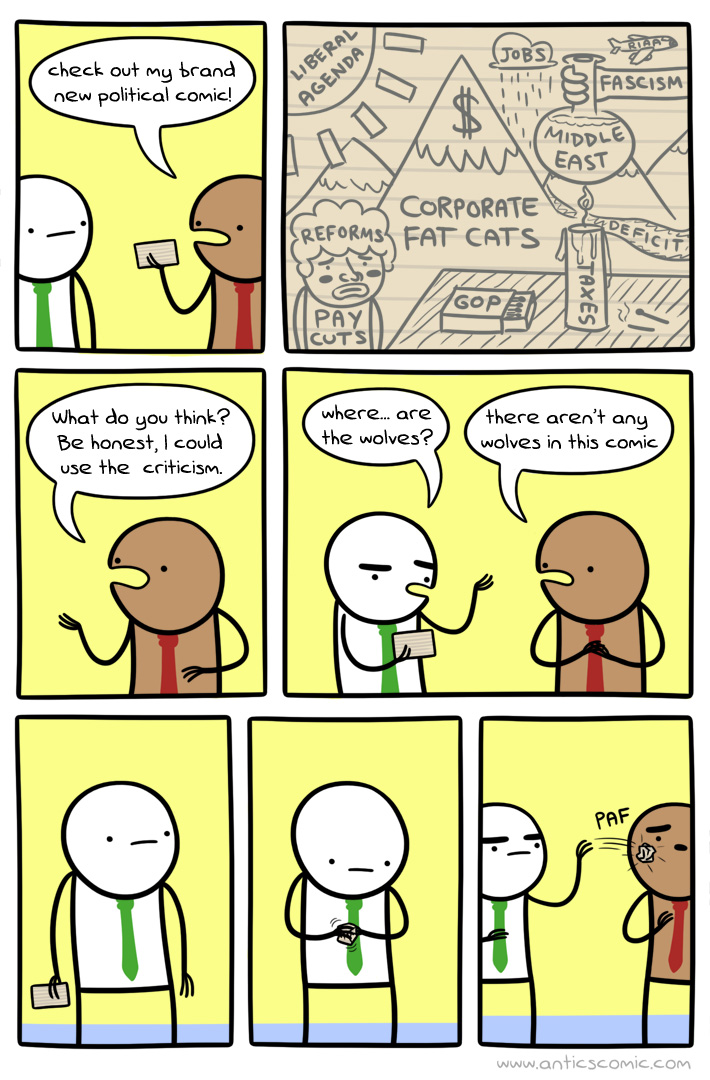 check out my brand
new political comic!
LIBERAL
AGENDA
$
JOBS
RIAA
FASCISM
MIDDLE
EAST
CORPORATE
FAT CATS
REFORMS
DEFICIT
GOP
TAXES
PAY
CUTS
What do you think?
Be honest, I could
use the criticism.
where... are
the wolves?
there aren't any
wolves in this comic
PAF
www.anticscomic.com